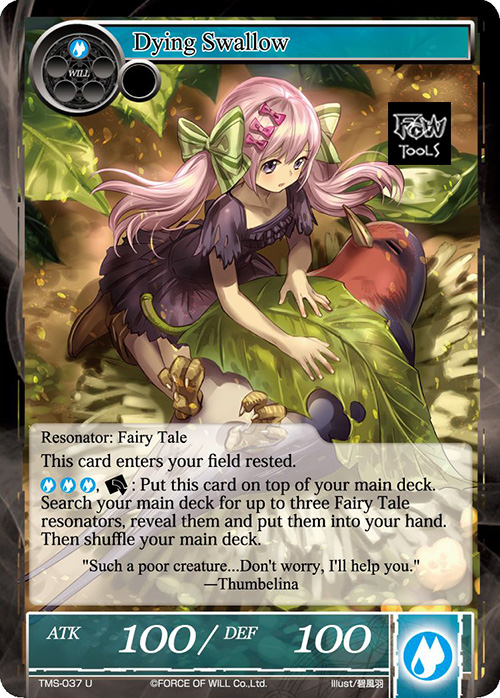 Dying Swallow
WILL
FOW
TOOLS
Resonator: Fairy Tale
This card enters your field rested.
, : Put this card on top of your main deck.
Search your main deck for up to three Fairy Tale
resonators, reveal them and put them into your hand.
Then shuffle your main deck.
"Such a poor creature...Don't worry, I'll help you."
—Thumbelina
ATK 100 / DEF 100
TMS-037 U ©FORCE OF WILL Co.,Ltd. Illust/碧風羽